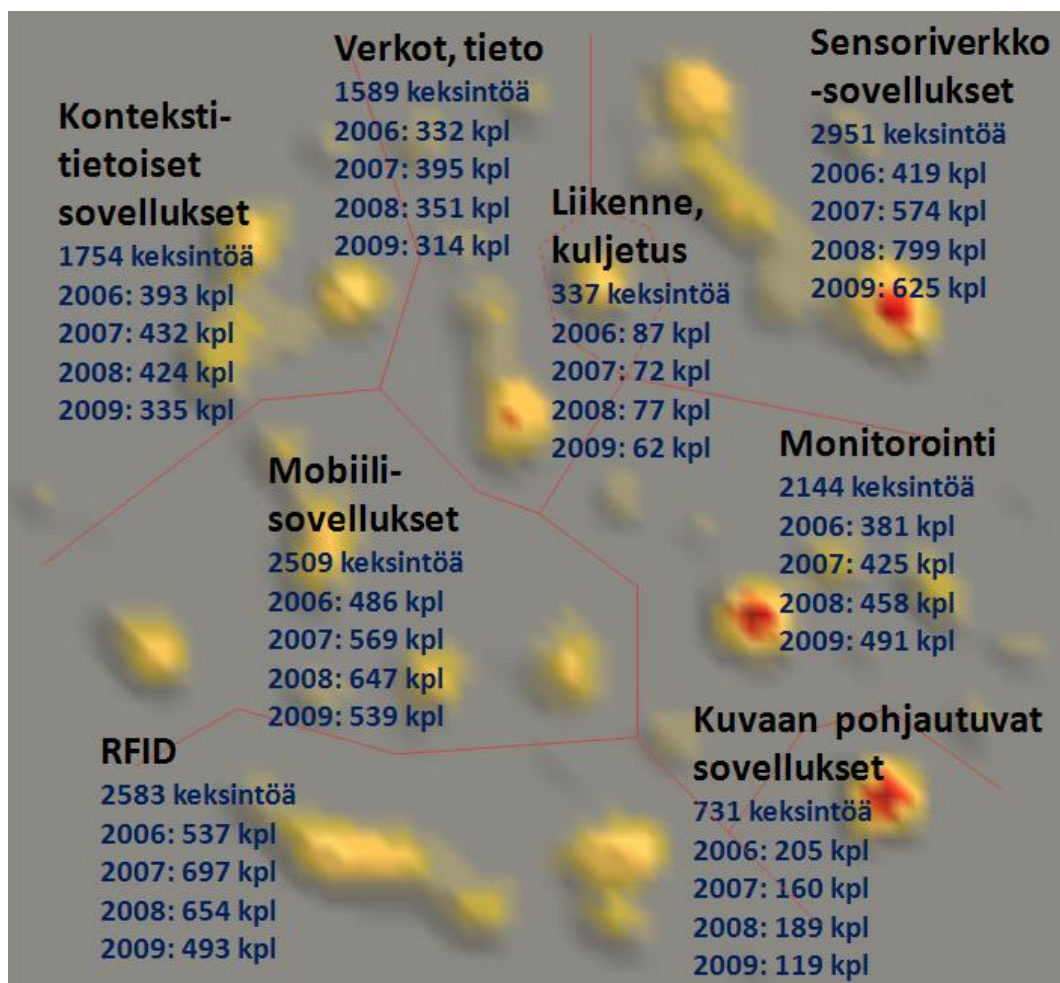 Verkot, tieto
1589 keksintöä
2006: 332 kpl
2007: 395 kpl
2008: 351 kpl
2009: 314 kpl
Sensoriverkko
-sovellukset
2951 keksintöä
2006: 419 kpl
2007: 574 kpl
2008: 799 kpl
2009: 625 kpl
Konteksti-
tietoiset
sovellukset
1754 keksintöä
2006: 393 kpl
2007: 432 kpl
2008: 424 kpl
2009: 335 kpl
Liikenne,
kuljetus
337 keksintöä
2006: 87 kpl
2007: 72 kpl
2008: 77 kpl
2009: 62 kpl
Mobiili-
sovellukset
2509 keksintöä
2006: 486 kpl
2007: 569 kpl
2008: 647 kpl
2009: 539 kpl
Monitorointi
2144 keksintöä
2006: 381 kpl
2007: 425 kpl
2008: 458 kpl
2009: 491 kpl
RFID
2583 keksintöä
2006: 537 kpl
2007: 697 kpl
2008: 654 kpl
2009: 493 kpl
Kuvaan pohjautuvat
sovellukset
731 keksintöä
2006: 205 kpl
2007: 160 kpl
2008: 189 kpl
2009: 119 kpl